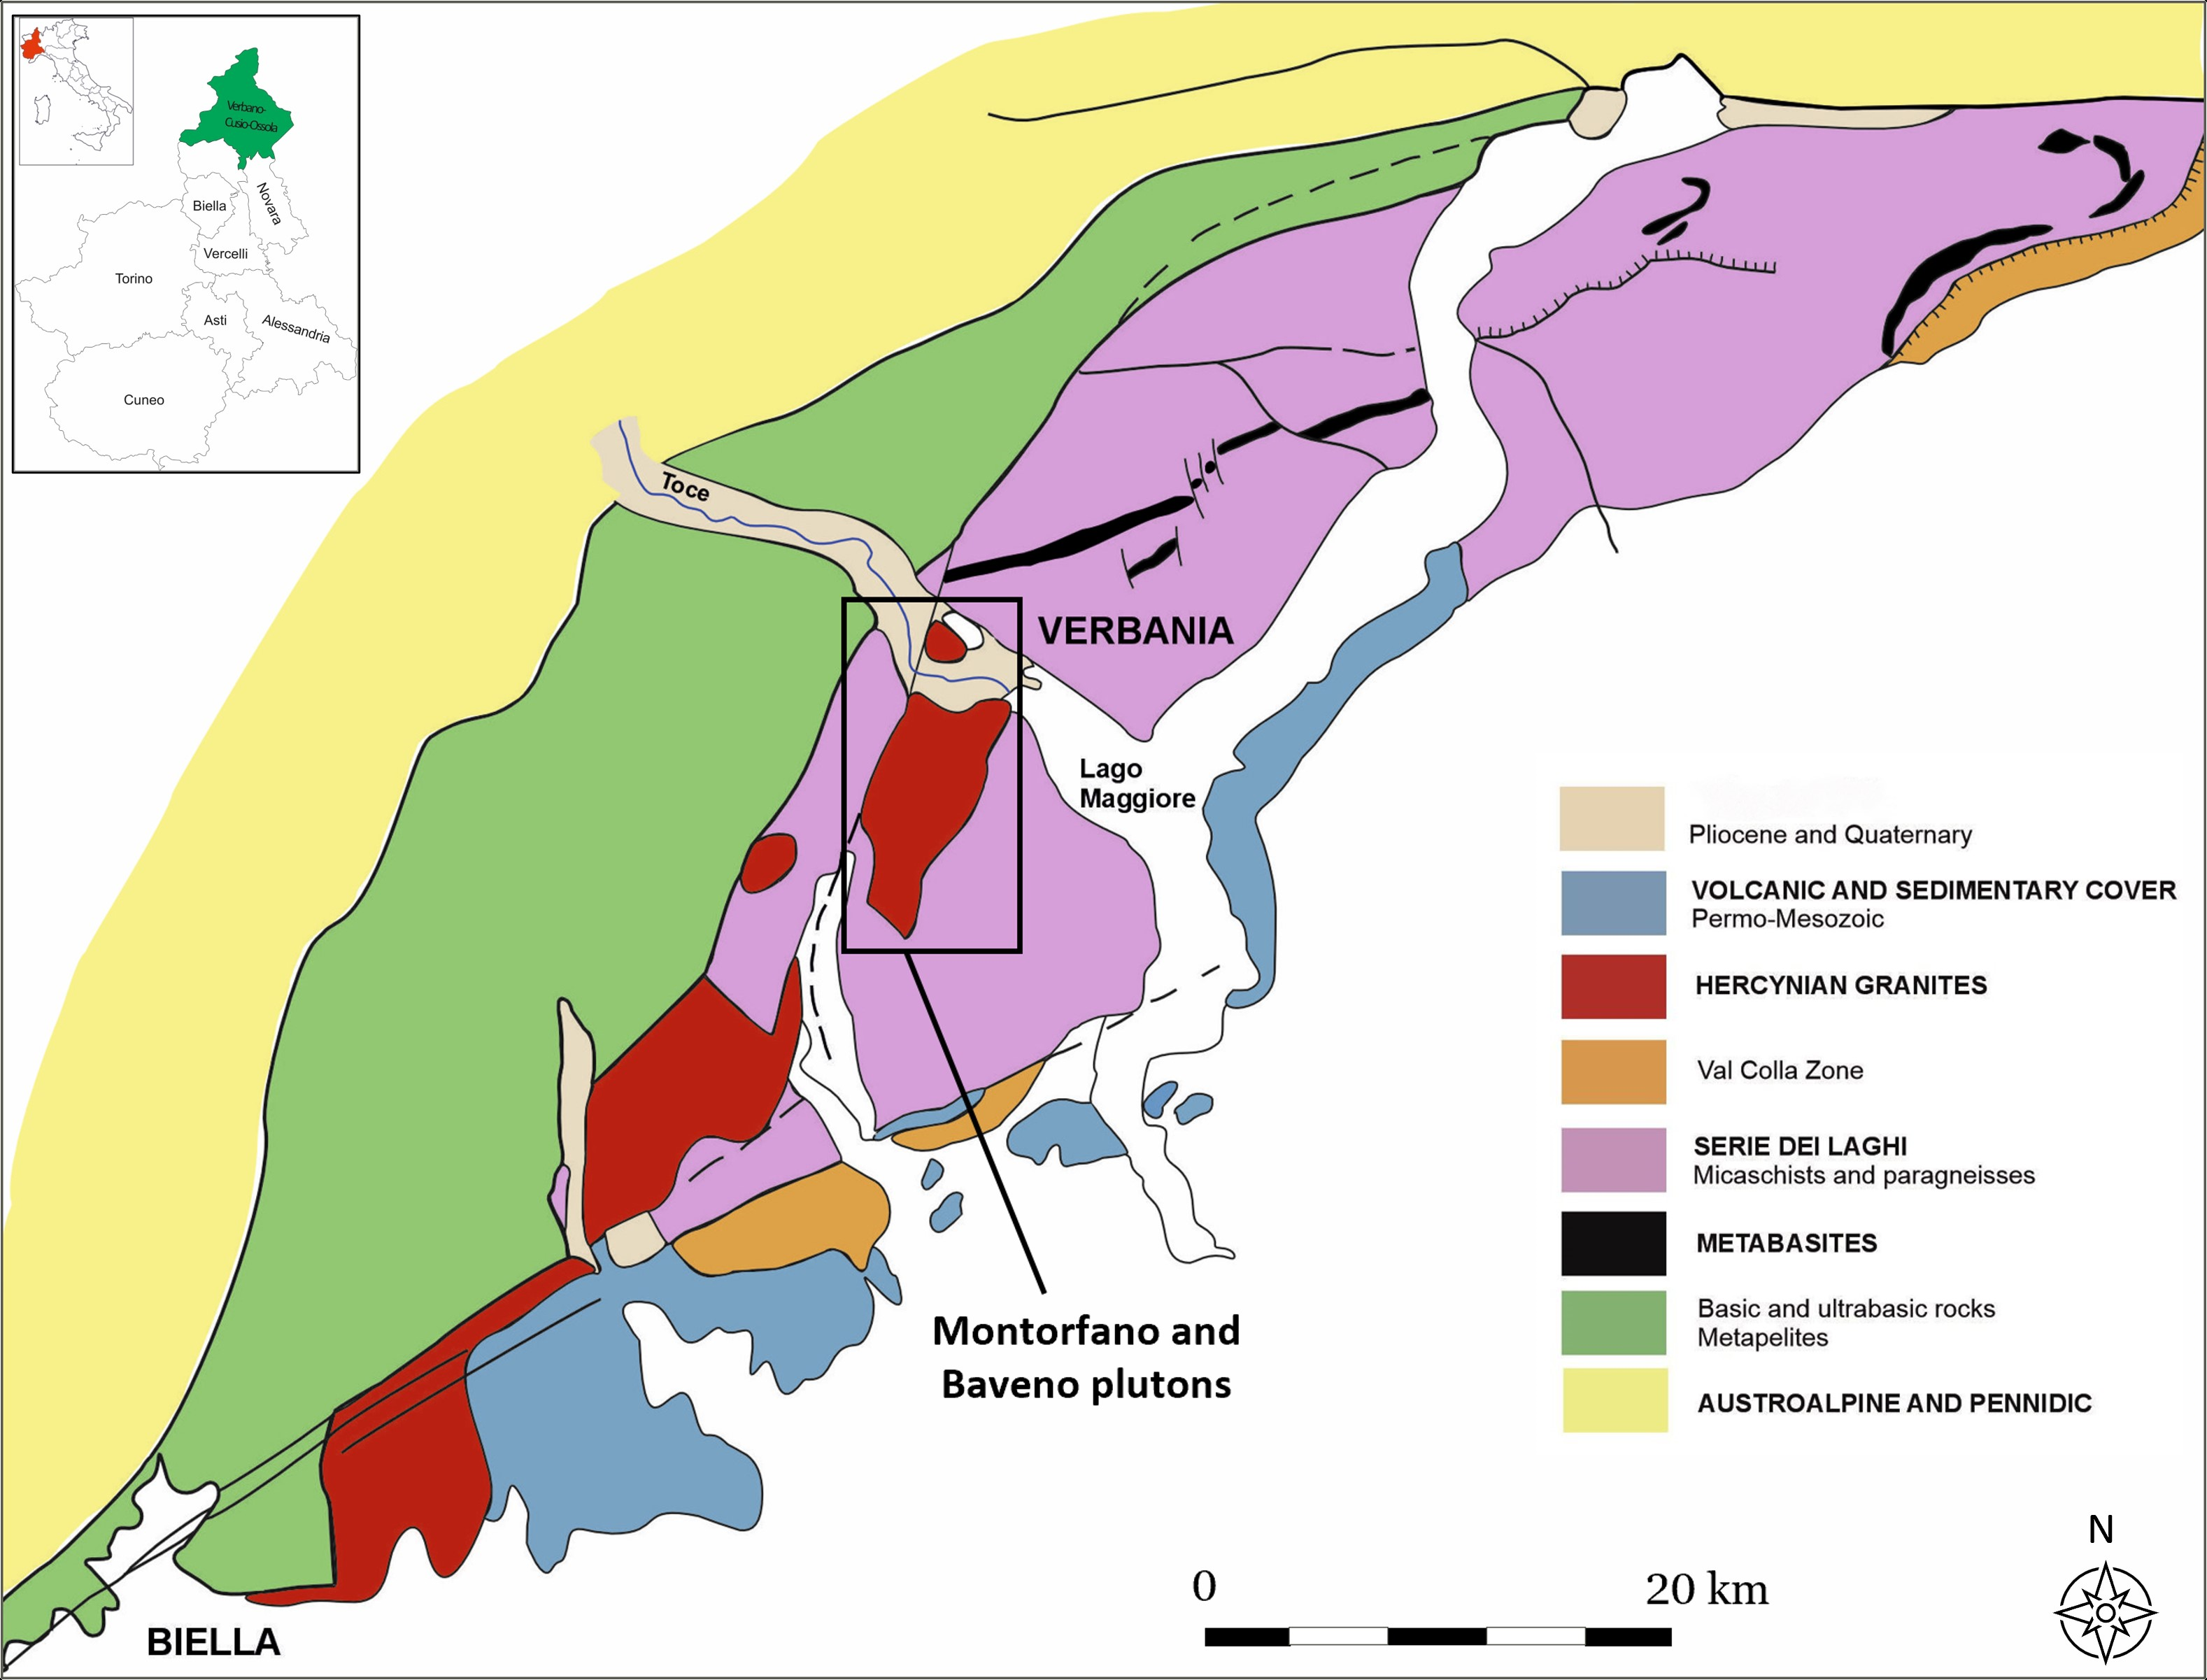 Verbano-
Cusio-Ossola
Biella
Novara
Vercelli
Torino
Asti
Alessandria
Cuneo
Toce
VERBANIA
Lago
Maggiore
Montorfano and
Baveno plutons
BIELLA
Pliocene and Quaternary
VOLCANIC AND SEDIMENTARY COVER
Permo-Mesozoic
HERCYNIAN GRANITES
Val Colla Zone
SERIE DEI LAGHI
Micaschists and paragneisses
METABASITES
Basic and ultrabasic rocks
Metapelites
AUSTROALPINE AND PENNIDIC
N
0 20 km